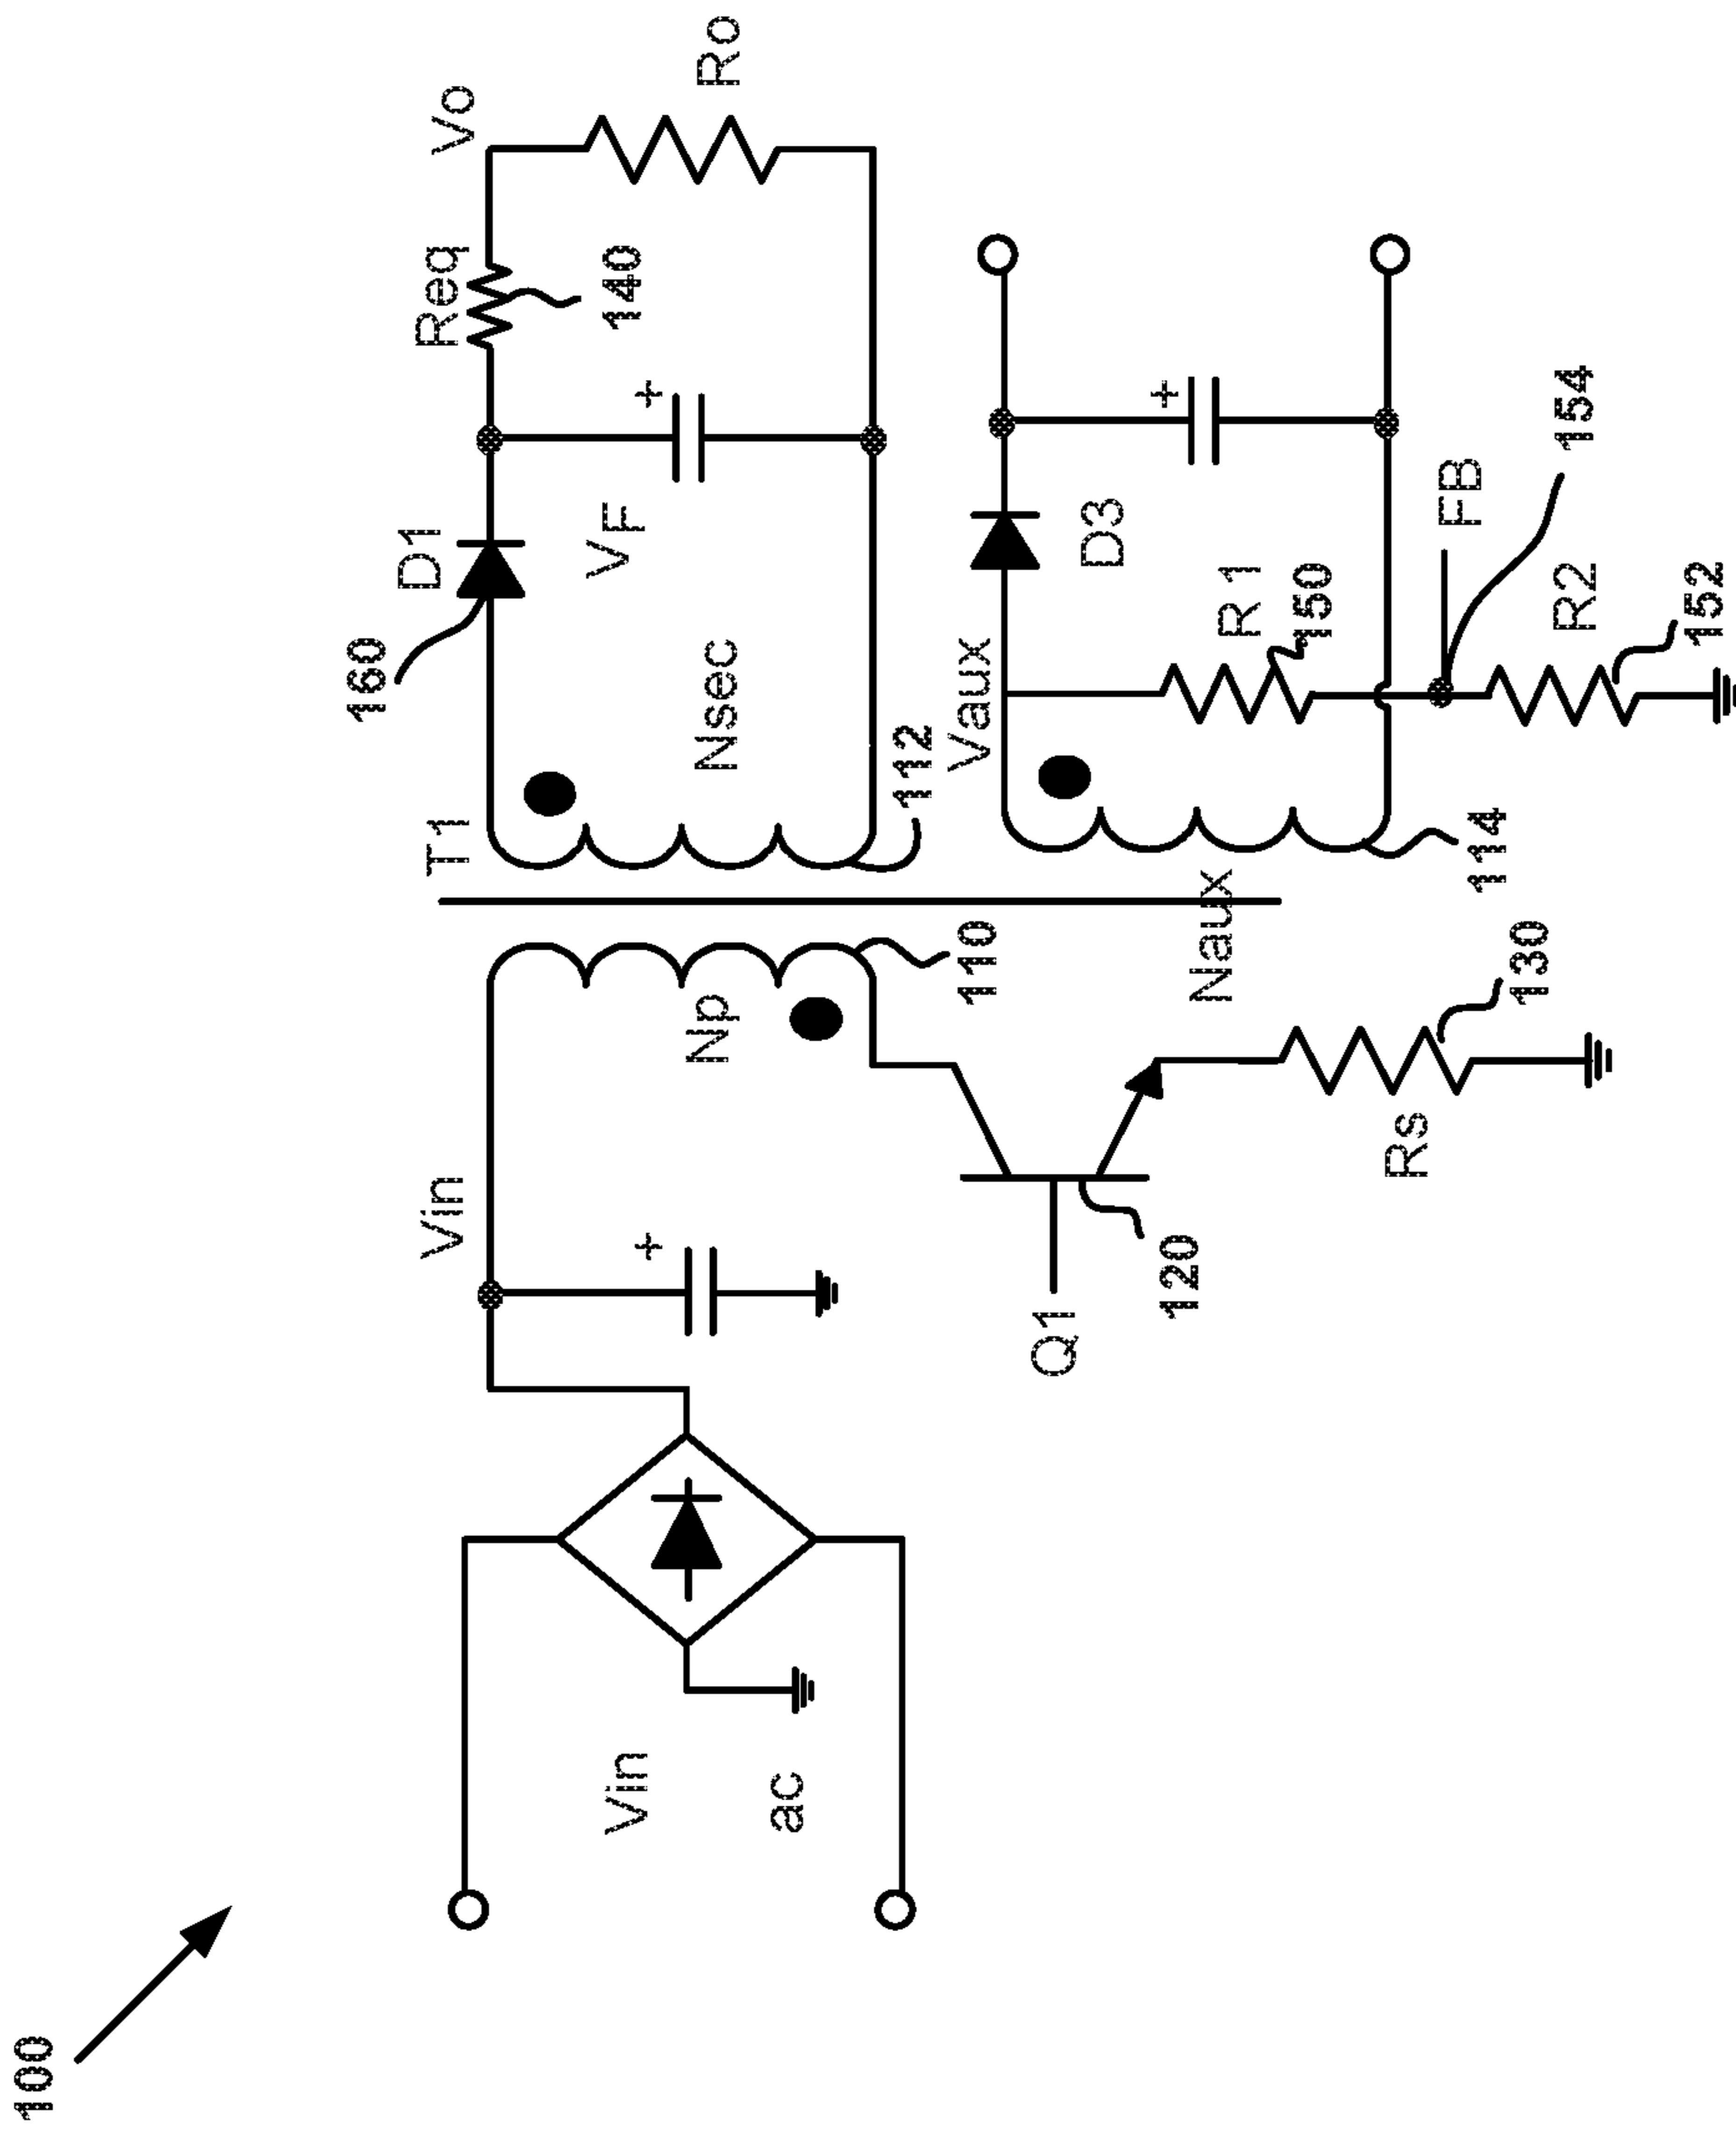 100
Vin
ac
Vin
Np
110
Q1
120
Rs
130
T1
Nsec
112
160
D1
VF
Req
140
Vo
Ro
Naux
114
Vaux
D3
R1
150
FB
154
R2
152
+
+
+